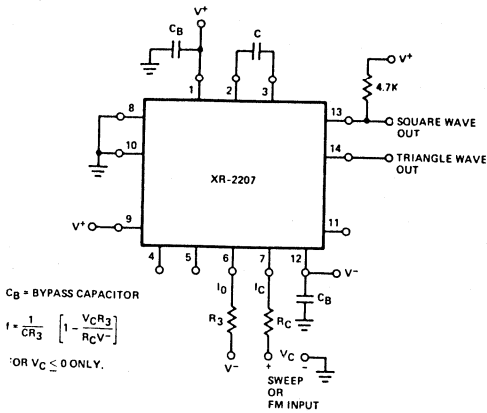 V+
CB
C
V+
4.7K
1
2
3
8
13
SQUARE WAVE
OUT
10
14
TRIANGLE WAVE
OUT
XR-2207
V+
9
11
4
5
6
7
12
V−
IO
IC
CB
R3
RC
V−
+
VC
−
SWEEP
OR
FM INPUT
CB = BYPASS CAPACITOR
f = 1/CR3 [1 − VCR3/RCV−]
OR VC ≤ 0 ONLY.